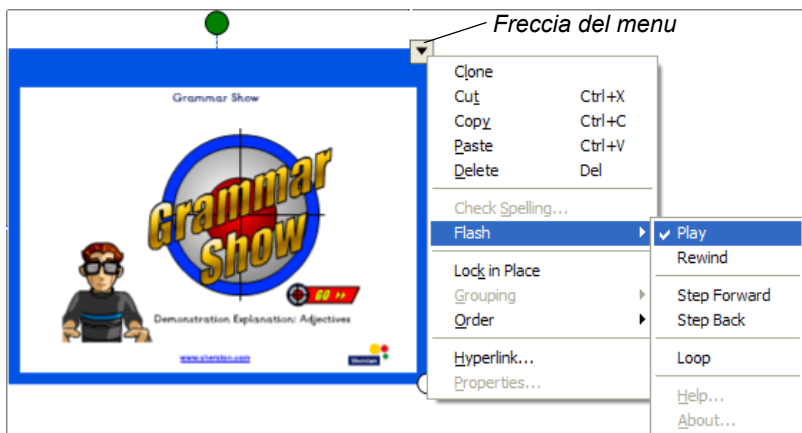 Freccia del menu
Grammar Show
Grammar
Show
GO >>
Demonstration Explanation: Adjectives
www.sherston.com
Sherston
Clone
Cut Ctrl+X
Copy Ctrl+C
Paste Ctrl+V
Delete Del
Check Spelling...
Flash
Lock in Place
Grouping
Order
Hyperlink...
Properties...
Play
Rewind
Step Forward
Step Back
Loop
Help...
About...